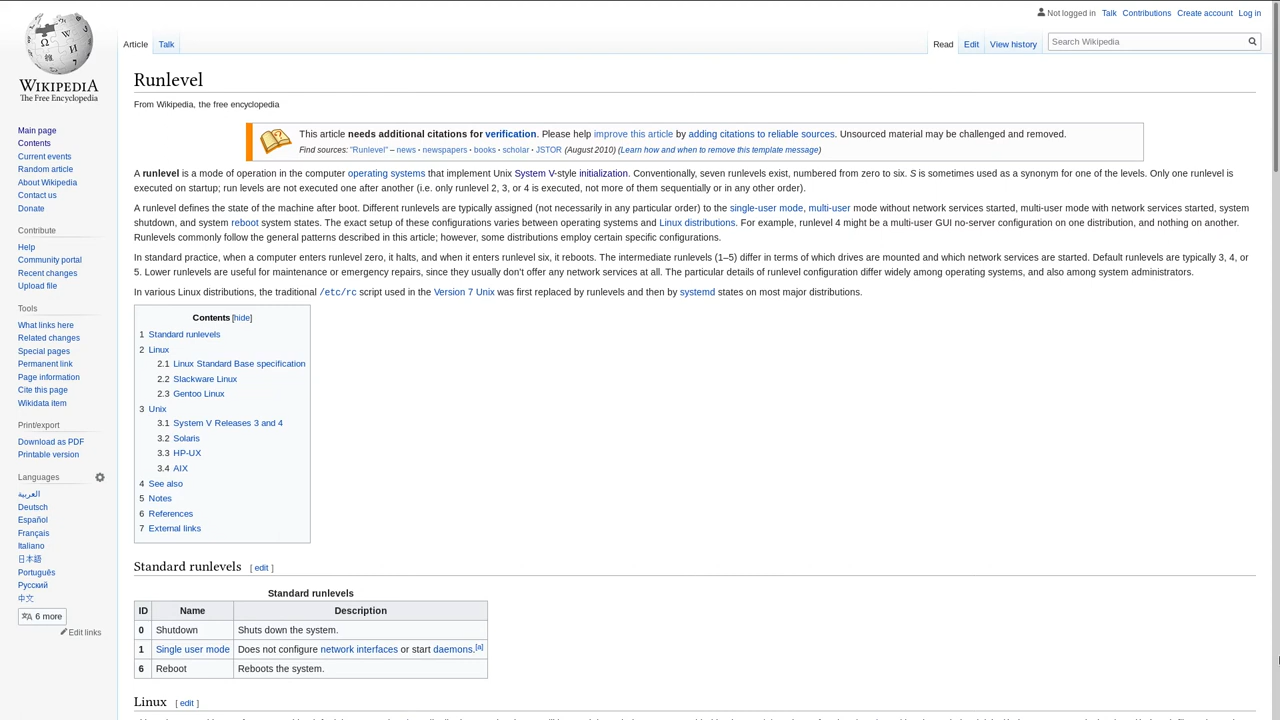 Not logged in Talk Contributions Create account Log in
Article Talk Read Edit View history Search Wikipedia
WIKIPEDIA
The Free Encyclopedia
Main page
Contents
Current events
Random article
About Wikipedia
Contact us
Donate
Contribute
Help
Community portal
Recent changes
Upload file
Tools
What links here
Related changes
Special pages
Permanent link
Page information
Cite this page
Wikidata item
Print/export
Download as PDF
Printable version
Languages
العربية
Deutsch
Español
Français
Italiano
日本語
Português
Русский
中文
6 more
Edit links
Runlevel
From Wikipedia, the free encyclopedia
This article needs additional citations for verification. Please help improve this article by adding citations to reliable sources. Unsourced material may be challenged and removed.
Find sources: "Runlevel" – news · newspapers · books · scholar · JSTOR (August 2010) (Learn how and when to remove this template message)
A runlevel is a mode of operation in the computer operating systems that implement Unix System V-style initialization. Conventionally, seven runlevels exist, numbered from zero to six. S is sometimes used as a synonym for one of the levels. Only one runlevel is
executed on startup; run levels are not executed one after another (i.e. only runlevel 2, 3, or 4 is executed, not more of them sequentially or in any other order).
A runlevel defines the state of the machine after boot. Different runlevels are typically assigned (not necessarily in any particular order) to the single-user mode, multi-user mode without network services started, multi-user mode with network services started, system
shutdown, and system reboot system states. The exact setup of these configurations varies between operating systems and Linux distributions. For example, runlevel 4 might be a multi-user GUI no-server configuration on one distribution, and nothing on another.
Runlevels commonly follow the general patterns described in this article; however, some distributions employ certain specific configurations.
In standard practice, when a computer enters runlevel zero, it halts, and when it enters runlevel six, it reboots. The intermediate runlevels (1–5) differ in terms of which drives are mounted and which network services are started. Default runlevels are typically 3, 4, or
5. Lower runlevels are useful for maintenance or emergency repairs, since they usually don't offer any network services at all. The particular details of runlevel configuration differ widely among operating systems, and also among system administrators.
In various Linux distributions, the traditional /etc/rc script used in the Version 7 Unix was first replaced by runlevels and then by systemd states on most major distributions.
Contents [hide]
1 Standard runlevels
2 Linux
2.1 Linux Standard Base specification
2.2 Slackware Linux
2.3 Gentoo Linux
3 Unix
3.1 System V Releases 3 and 4
3.2 Solaris
3.3 HP-UX
3.4 AIX
4 See also
5 Notes
6 References
7 External links
Standard runlevels [ edit ]
Standard runlevels
ID Name Description
0 Shutdown Shuts down the system.
1 Single user mode Does not configure network interfaces or start daemons.[a]
6 Reboot Reboots the system.
Linux [ edit ]